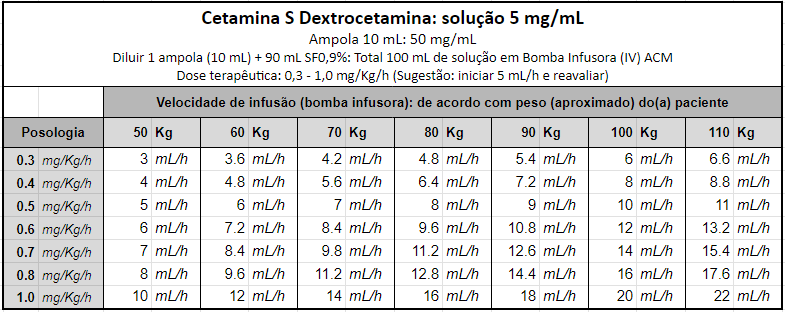 Cetamina S Dextrocetamina: solução 5 mg/mL
Ampola 10 mL: 50 mg/mL
Diluir 1 ampola (10 mL) + 90 mL SF0,9%: Total 100 mL de solução em Bomba Infusora (IV) ACM
Dose terapêutica: 0,3 - 1,0 mg/Kg/h (Sugestão: iniciar 5 mL/h e reavaliar)
Velocidade de infusão (bomba infusora): de acordo com peso (aproximado) do(a) paciente
Posologia 50 Kg 60 Kg 70 Kg 80 Kg 90 Kg 100 Kg 110 Kg
0.3 mg/Kg/h 3 mL/h 3.6 mL/h 4.2 mL/h 4.8 mL/h 5.4 mL/h 6 mL/h 6.6 mL/h
0.4 mg/Kg/h 4 mL/h 4.8 mL/h 5.6 mL/h 6.4 mL/h 7.2 mL/h 8 mL/h 8.8 mL/h
0.5 mg/Kg/h 5 mL/h 6 mL/h 7 mL/h 8 mL/h 9 mL/h 10 mL/h 11 mL/h
0.6 mg/Kg/h 6 mL/h 7.2 mL/h 8.4 mL/h 9.6 mL/h 10.8 mL/h 12 mL/h 13.2 mL/h
0.7 mg/Kg/h 7 mL/h 8.4 mL/h 9.8 mL/h 11.2 mL/h 12.6 mL/h 14 mL/h 15.4 mL/h
0.8 mg/Kg/h 8 mL/h 9.6 mL/h 11.2 mL/h 12.8 mL/h 14.4 mL/h 16 mL/h 17.6 mL/h
1.0 mg/Kg/h 10 mL/h 12 mL/h 14 mL/h 16 mL/h 18 mL/h 20 mL/h 22 mL/h